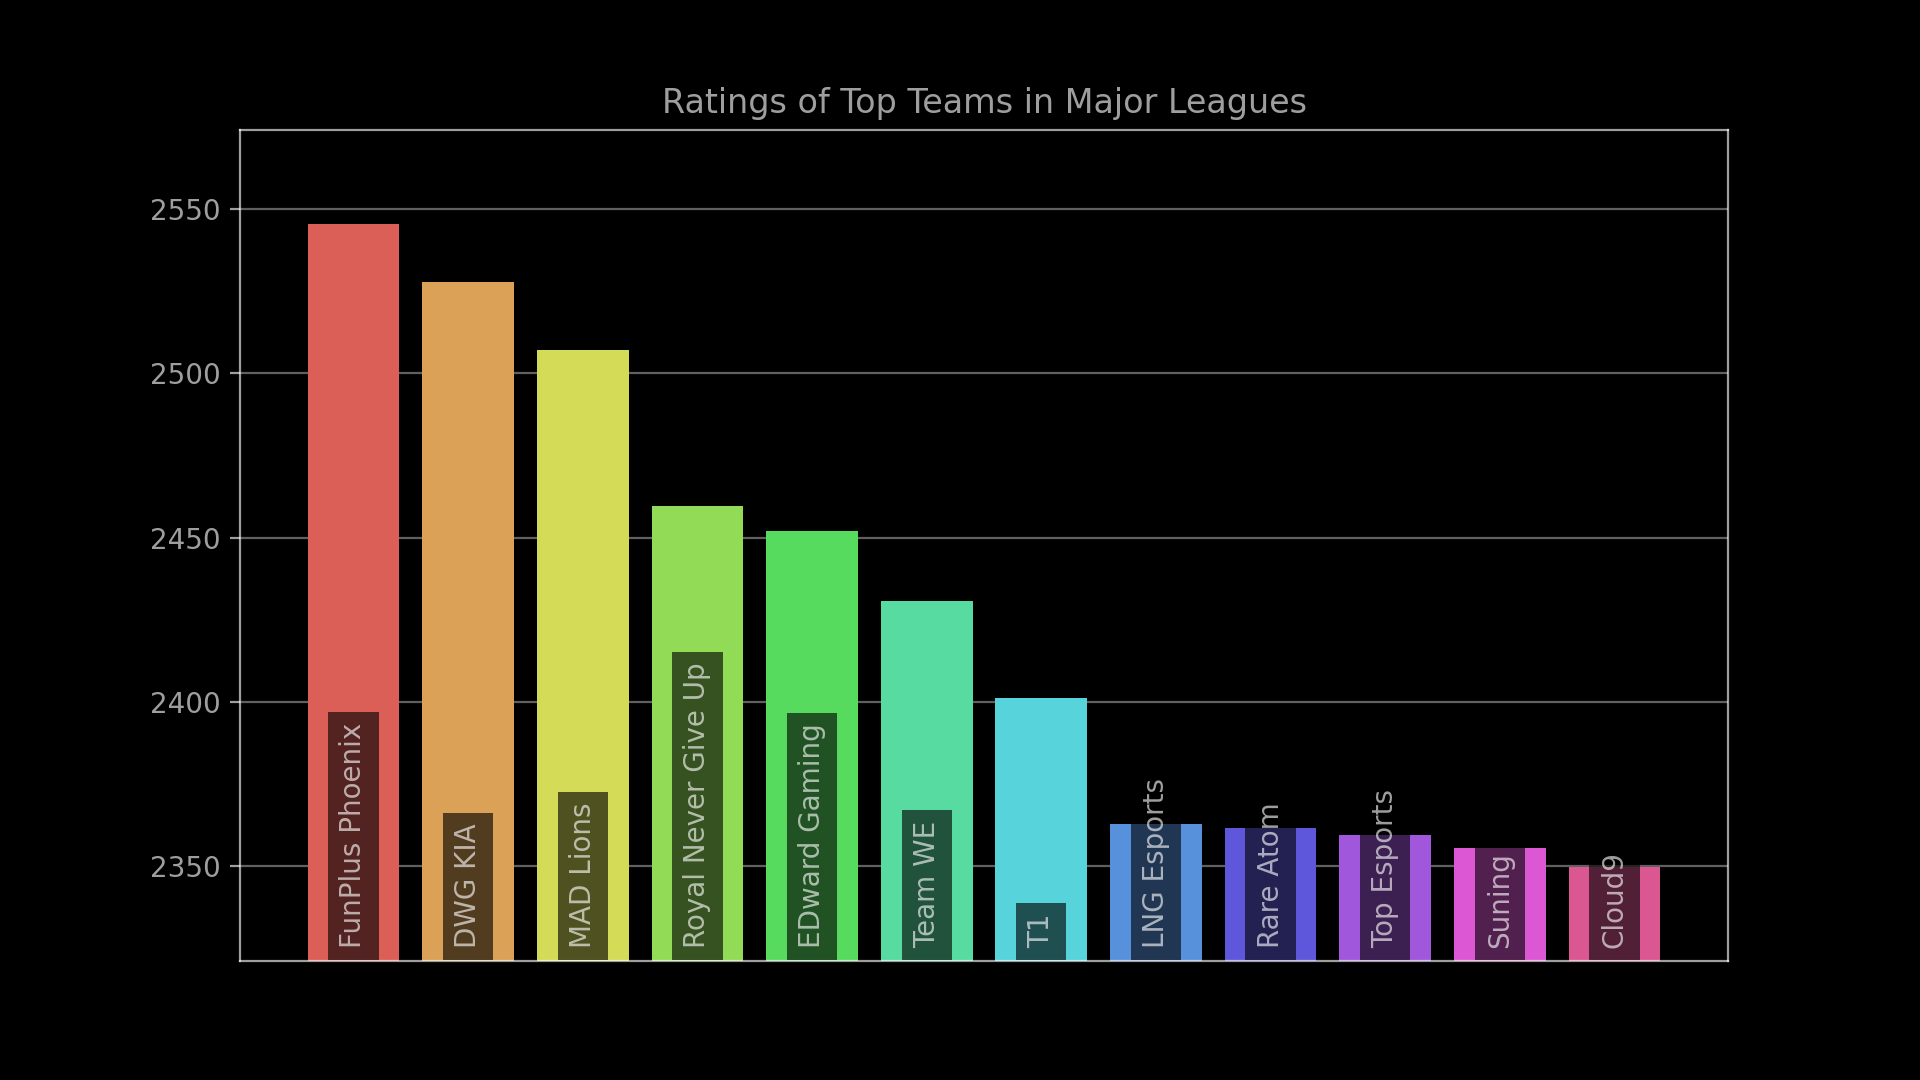 Ratings of Top Teams in Major Leagues
2550
2500
2450
2400
2350
FunPlus Phoenix
DWG KIA
MAD Lions
Royal Never Give Up
EDward Gaming
Team WE
T1
LNG Esports
Rare Atom
Top Esports
Suning
Cloud9